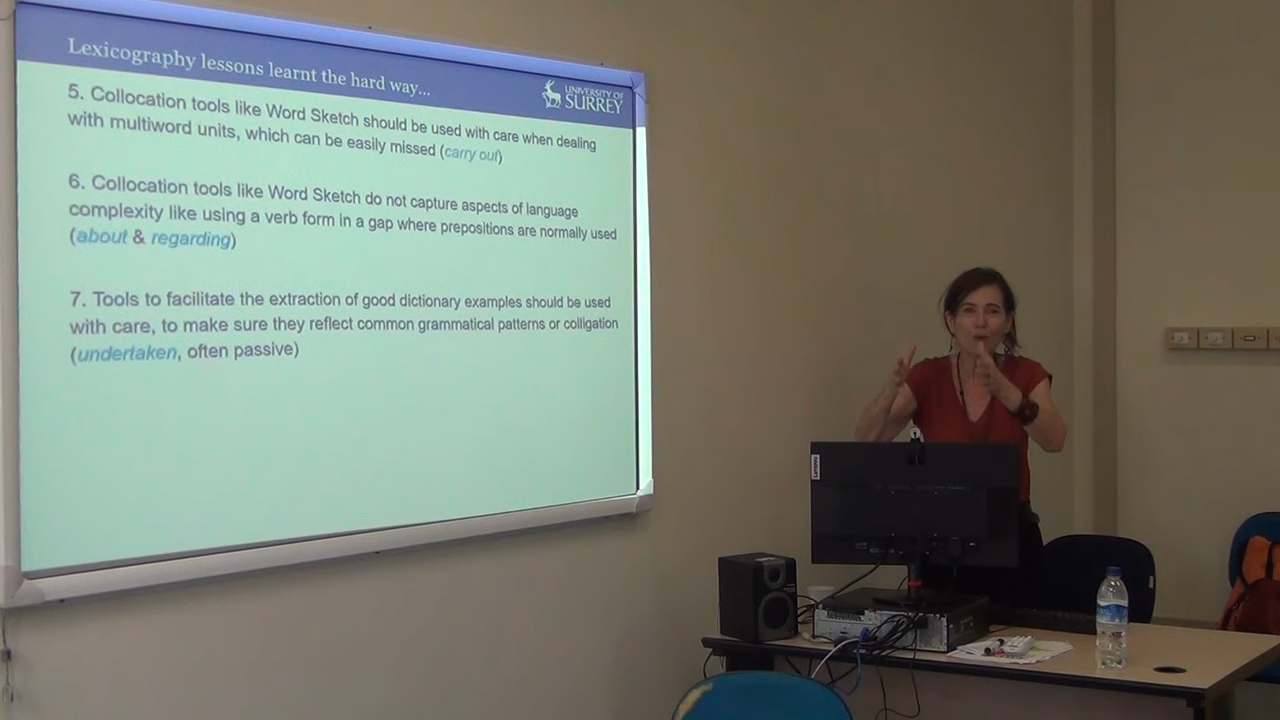 Lexicography lessons learnt the hard way...
UNIVERSITY OF
SURREY
5. Collocation tools like Word Sketch should be used with care when dealing
with multiword units, which can be easily missed (carry out)
6. Collocation tools like Word Sketch do not capture aspects of language
complexity like using a verb form in a gap where prepositions are normally used
(about & regarding)
7. Tools to facilitate the extraction of good dictionary examples should be used
with care, to make sure they reflect common grammatical patterns or colligation
(undertaken, often passive)
Lenovo